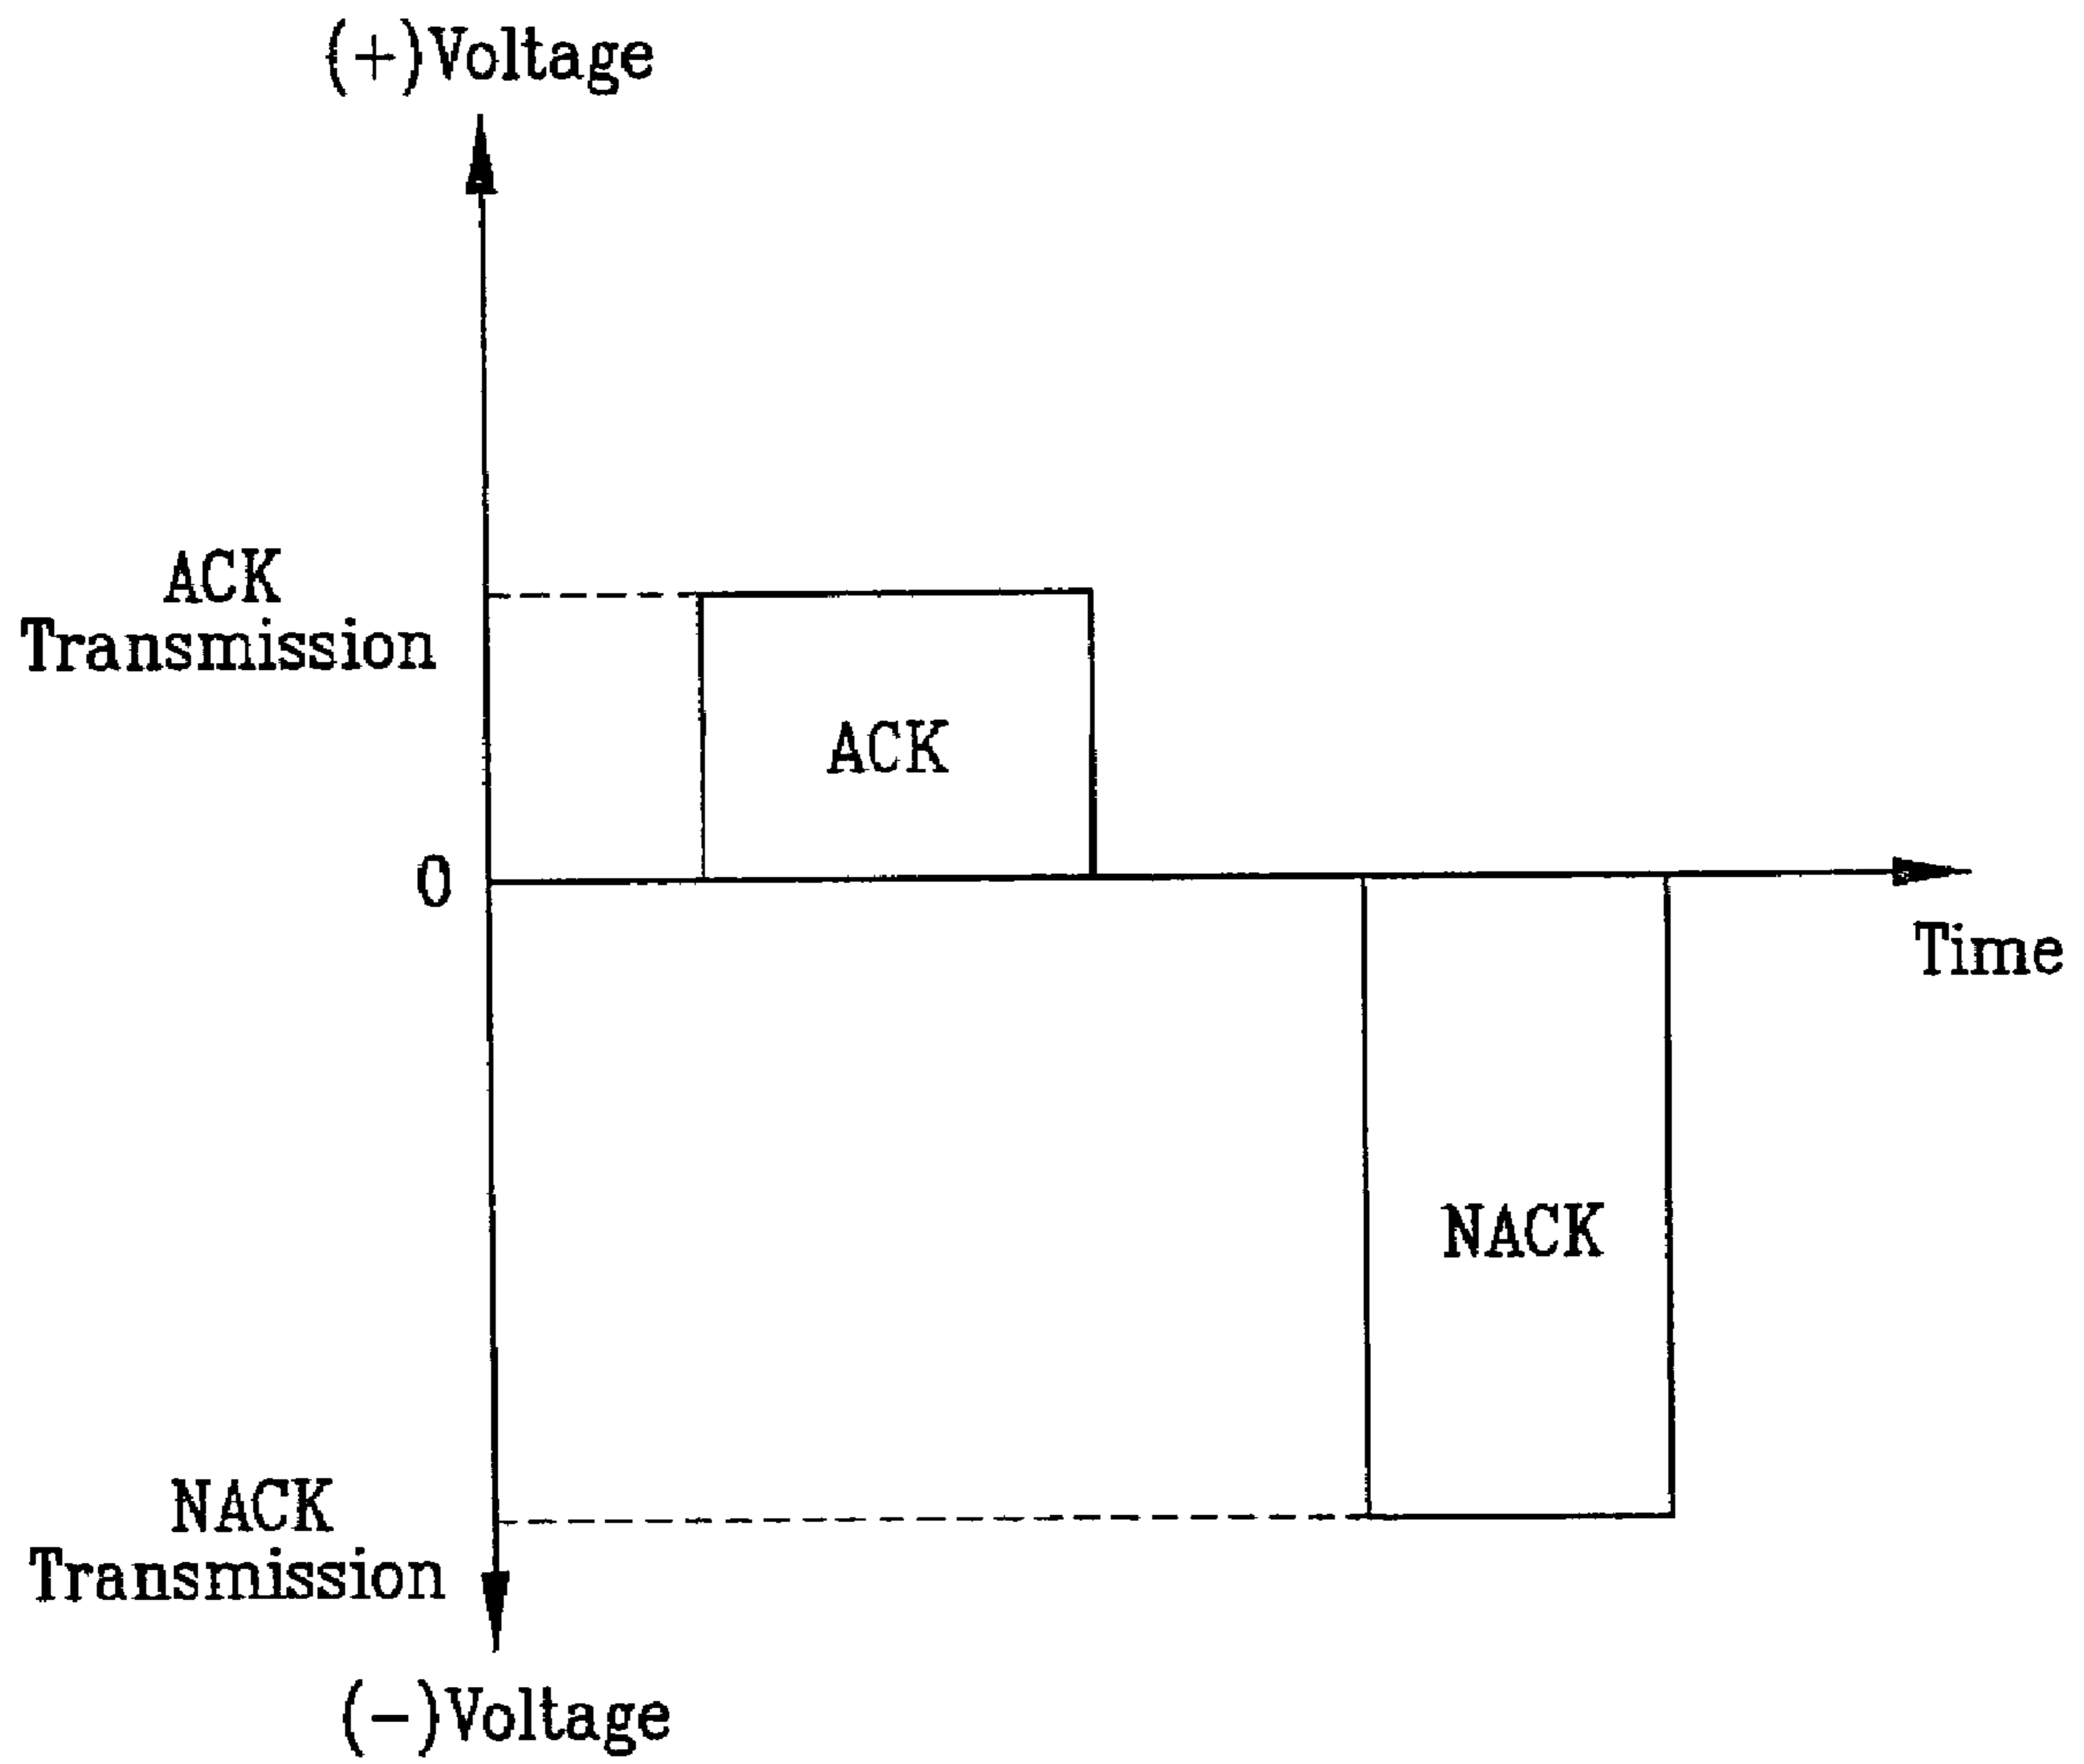 (+)Voltage
ACK
Transmission
ACK
0
Time
NACK
NACK
Transmission
(−)Voltage